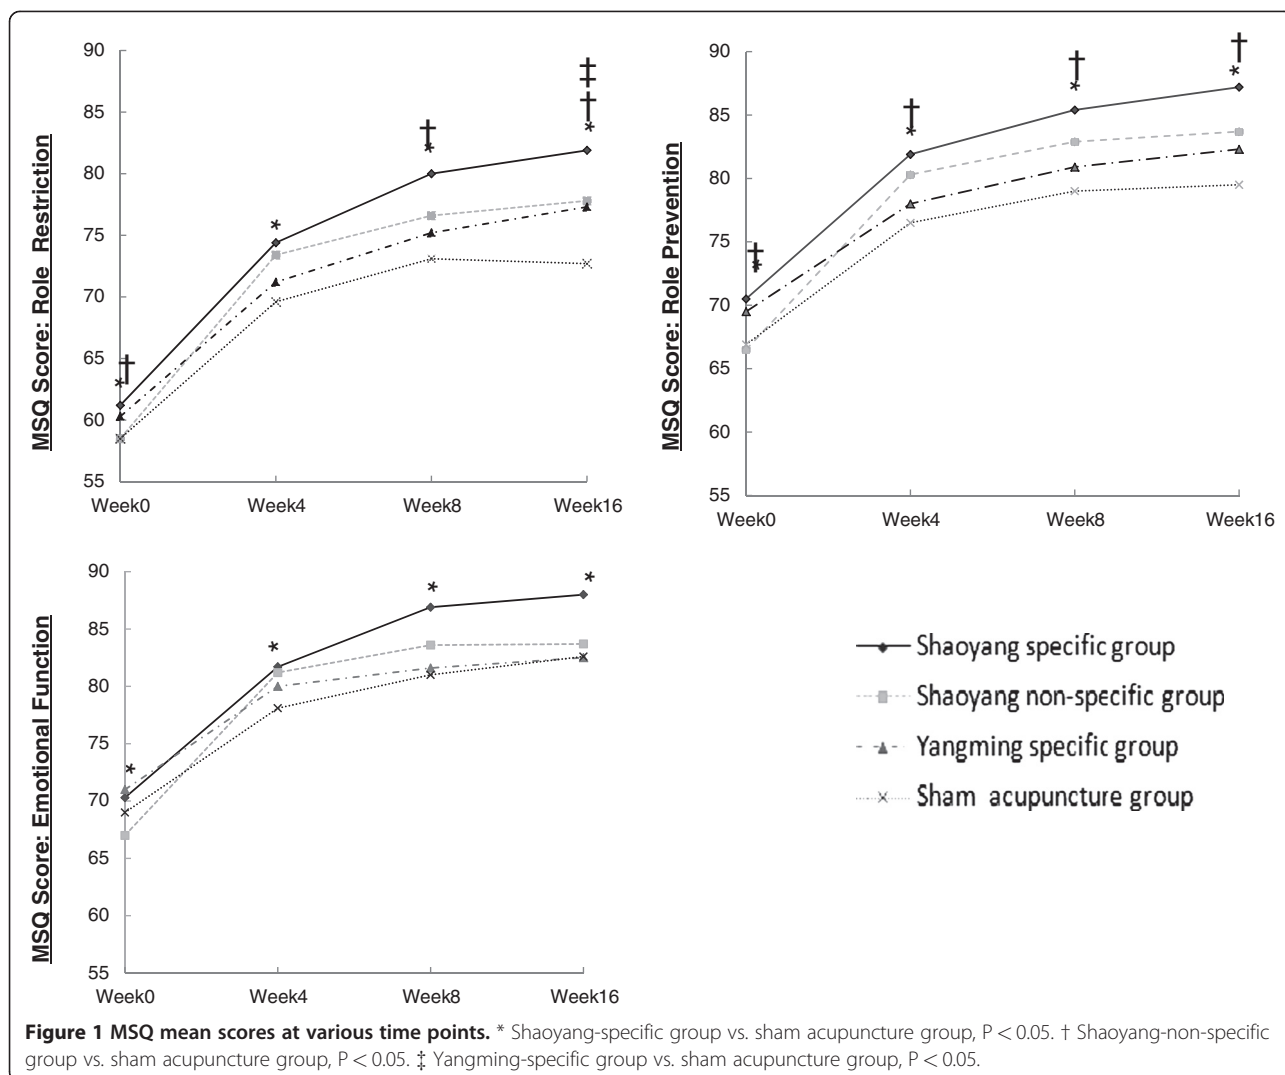 90
85
80
75
70
65
60
55
MSQ Score: Role Restriction
* †
*
† *
‡ † *
Week0 Week4 Week8 Week16
90
85
80
75
70
65
60
55
MSQ Score: Role Prevention
‡ *
† *
† *
† *
Week0 Week4 Week8 Week16
90
85
80
75
70
65
60
55
MSQ Score: Emotional Function
* * * *
Week0 Week4 Week8 Week16
Shaoyang specific group
Shaoyang non-specific group
Yangming specific group
Sham acupuncture group
Figure 1 MSQ mean scores at various time points. * Shaoyang-specific group vs. sham acupuncture group, P < 0.05. † Shaoyang-non-specific
group vs. sham acupuncture group, P < 0.05. ‡ Yangming-specific group vs. sham acupuncture group, P < 0.05.